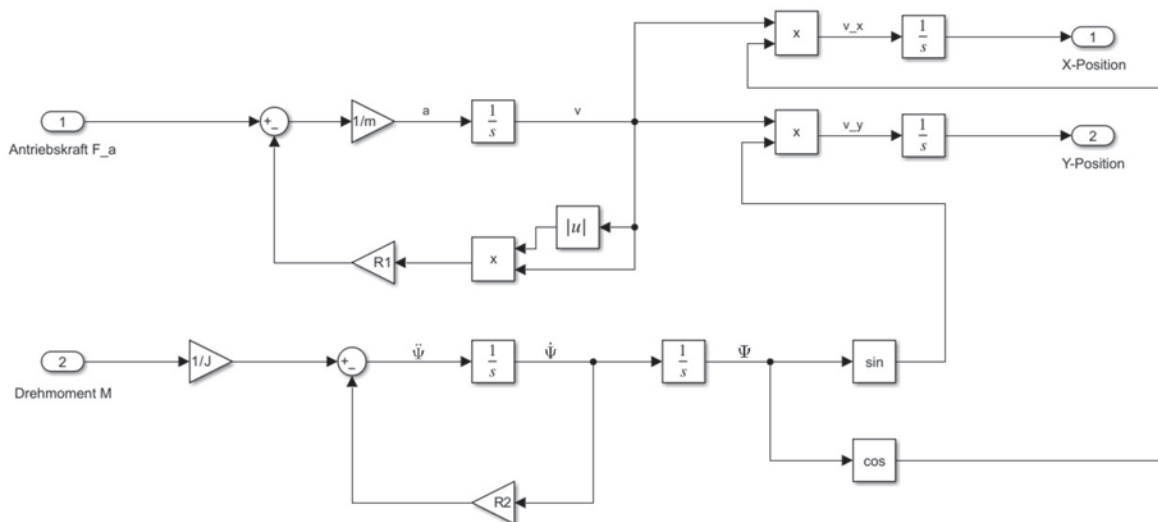 x
v_x
1
s
1
X-Position
1
Antriebskraft F_a
+
−
1/m
a
1
s
v
x
v_y
1
s
2
Y-Position
|u|
R1
x
2
Drehmoment M
1/J
+
−
Ψ̈
1
s
Ψ̇
1
s
Ψ
sin
cos
R2